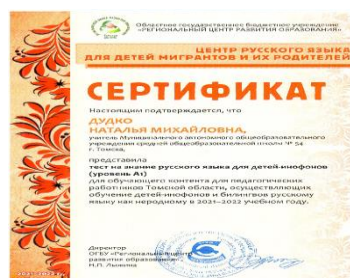 Областное государственное бюджетное учреждение
«РЕГИОНАЛЬНЫЙ ЦЕНТР РАЗВИТИЯ ОБРАЗОВАНИЯ»
ЦЕНТР РУССКОГО ЯЗЫКА
ДЛЯ ДЕТЕЙ МИГРАНТОВ И ИХ РОДИТЕЛЕЙ
СЕРТИФИКАТ
Настоящим подтверждается, что
ДУДКО
НАТАЛЬЯ МИХАЙЛОВНА,
учитель Муниципального автономного общеобразовательного
учреждения средней общеобразовательной школы № 54
г. Томска,
представила
тест на знание русского языка для детей-инофонов
(уровень А1)
для обучающего контента для педагогических
работников Томской области, осуществляющих
обучение детей-инофонов и билингвов русскому
языку как неродному в 2021–2022 учебном году.
Директор
ОГБУ «Региональный центр
развития образования»
Н.П. Лыжина